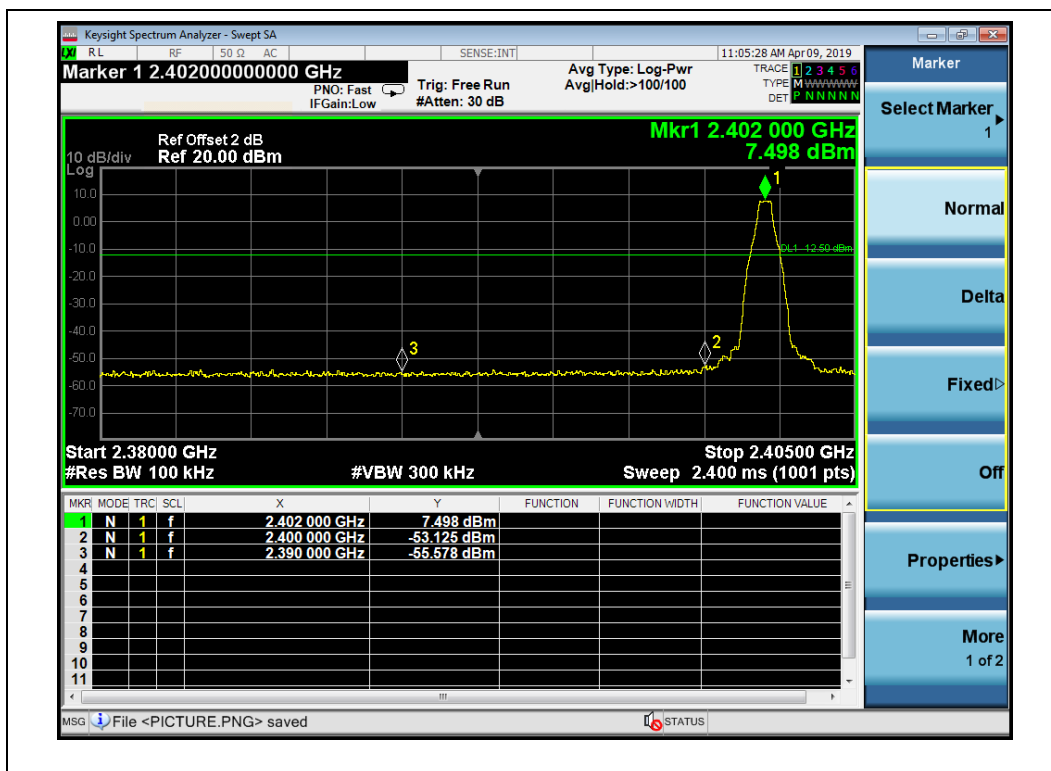 Keysight Spectrum Analyzer - Swept SA
LXI RL RF 50 Ω AC SENSE:INT 11:05:28 AM Apr 09, 2019
Marker 1 2.402000000000 GHz
PNO: Fast
IFGain:Low
Trig: Free Run
#Atten: 30 dB
Avg Type: Log-Pwr
Avg|Hold:>100/100
TRACE 1 2 3 4 5 6
TYPE M WWWWW
DET P N N N N N
Ref Offset 2 dB
Ref 20.00 dBm
Mkr1 2.402 000 GHz
7.498 dBm
10 dB/div
Log
10.0
0.00
-10.0
-20.0
-30.0
-40.0
-50.0
-60.0
-70.0
1
DL1 -12.50 dBm
2
3
Start 2.38000 GHz Stop 2.40500 GHz
#Res BW 100 kHz #VBW 300 kHz Sweep 2.400 ms (1001 pts)
MKR MODE TRC SCL X Y FUNCTION FUNCTION WIDTH FUNCTION VALUE
1 N 1 f 2.402 000 GHz 7.498 dBm
2 N 1 f 2.400 000 GHz -53.125 dBm
3 N 1 f 2.390 000 GHz -55.578 dBm
4
5
6
7
8
9
10
11
MSG File <PICTURE.PNG> saved STATUS
Marker
Select Marker
1
Normal
Delta
Fixed
Off
Properties
More
1 of 2